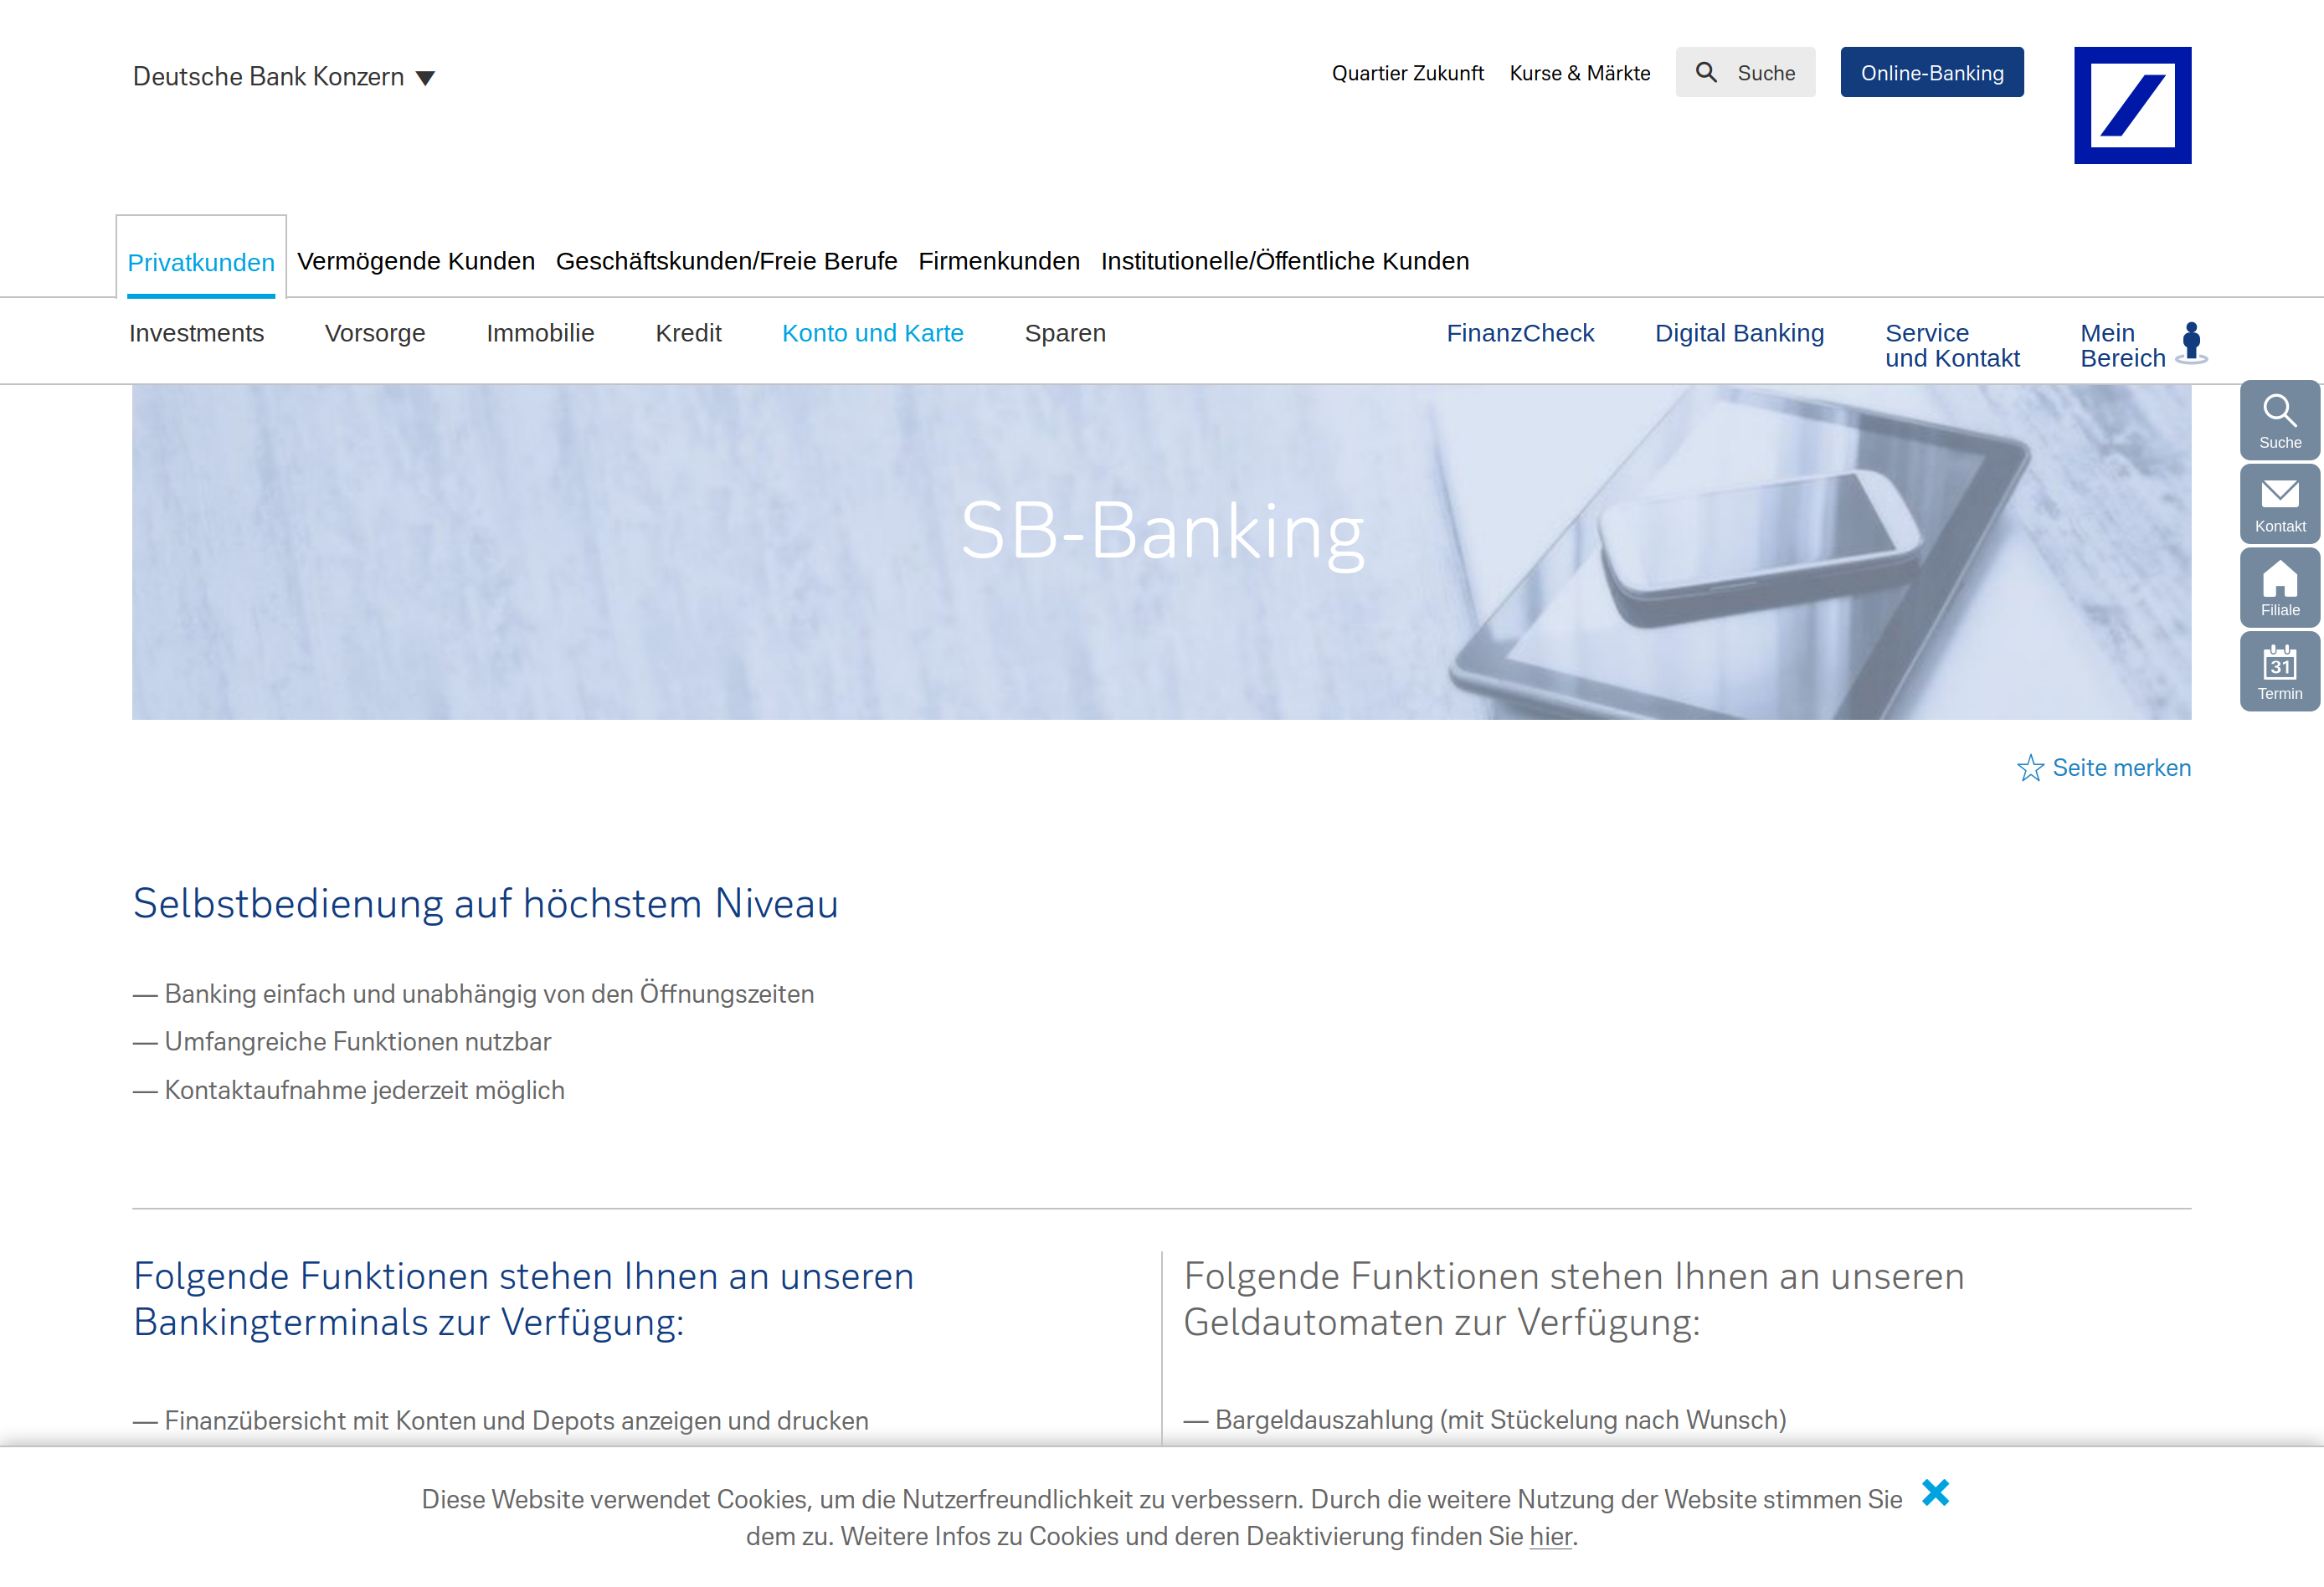 Deutsche Bank Konzern
Quartier Zukunft
Kurse & Märkte
Suche
Online-Banking
Privatkunden
Vermögende Kunden
Geschäftskunden/Freie Berufe
Firmenkunden
Institutionelle/Öffentliche Kunden
Investments
Vorsorge
Immobilie
Kredit
Konto und Karte
Sparen
FinanzCheck
Digital Banking
Service
und Kontakt
Mein
Bereich
SB-Banking
Suche
Kontakt
Filiale
31
Termin
Seite merken
Selbstbedienung auf höchstem Niveau
— Banking einfach und unabhängig von den Öffnungszeiten
— Umfangreiche Funktionen nutzbar
— Kontaktaufnahme jederzeit möglich
Folgende Funktionen stehen Ihnen an unseren
Bankingterminals zur Verfügung:
— Finanzübersicht mit Konten und Depots anzeigen und drucken
Folgende Funktionen stehen Ihnen an unseren
Geldautomaten zur Verfügung:
— Bargeldauszahlung (mit Stückelung nach Wunsch)
Diese Website verwendet Cookies, um die Nutzerfreundlichkeit zu verbessern. Durch die weitere Nutzung der Website stimmen Sie
dem zu. Weitere Infos zu Cookies und deren Deaktivierung finden Sie hier.